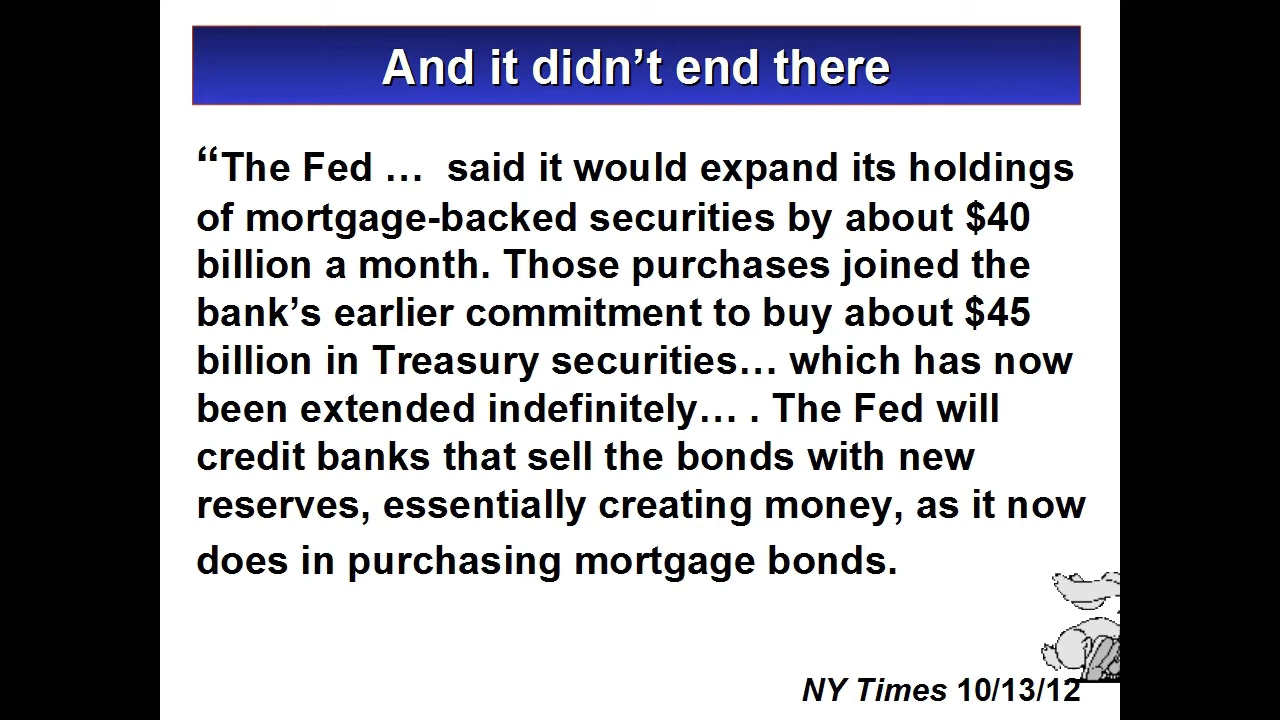 And it didn’t end there
“The Fed … said it would expand its holdings
of mortgage-backed securities by about $40
billion a month. Those purchases joined the
bank’s earlier commitment to buy about $45
billion in Treasury securities… which has now
been extended indefinitely… . The Fed will
credit banks that sell the bonds with new
reserves, essentially creating money, as it now
does in purchasing mortgage bonds.
NY Times 10/13/12